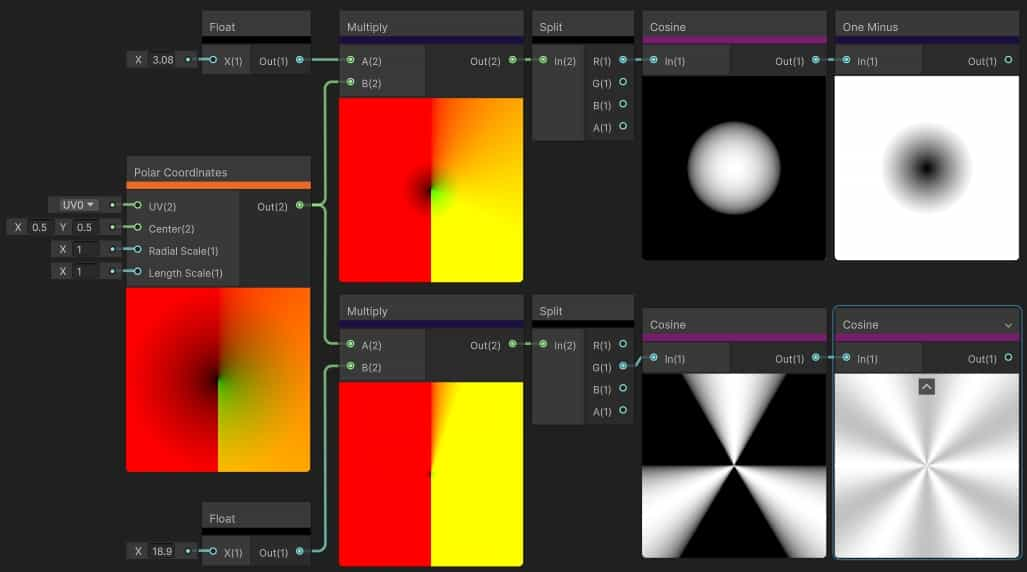 Float
X 3.08
X(1) Out(1)
Multiply
A(2) Out(2)
B(2)
Split
In(2) R(1)
G(1)
B(1)
A(1)
Cosine
In(1) Out(1)
One Minus
In(1) Out(1)
Polar Coordinates
UV0 UV(2) Out(2)
X 0.5 Y 0.5 Center(2)
X 1 Radial Scale(1)
X 1 Length Scale(1)
Multiply
A(2) Out(2)
B(2)
Split
In(2) R(1)
G(1)
B(1)
A(1)
Cosine
In(1) Out(1)
Cosine
In(1) Out(1)
Float
X 18.9
X(1) Out(1)